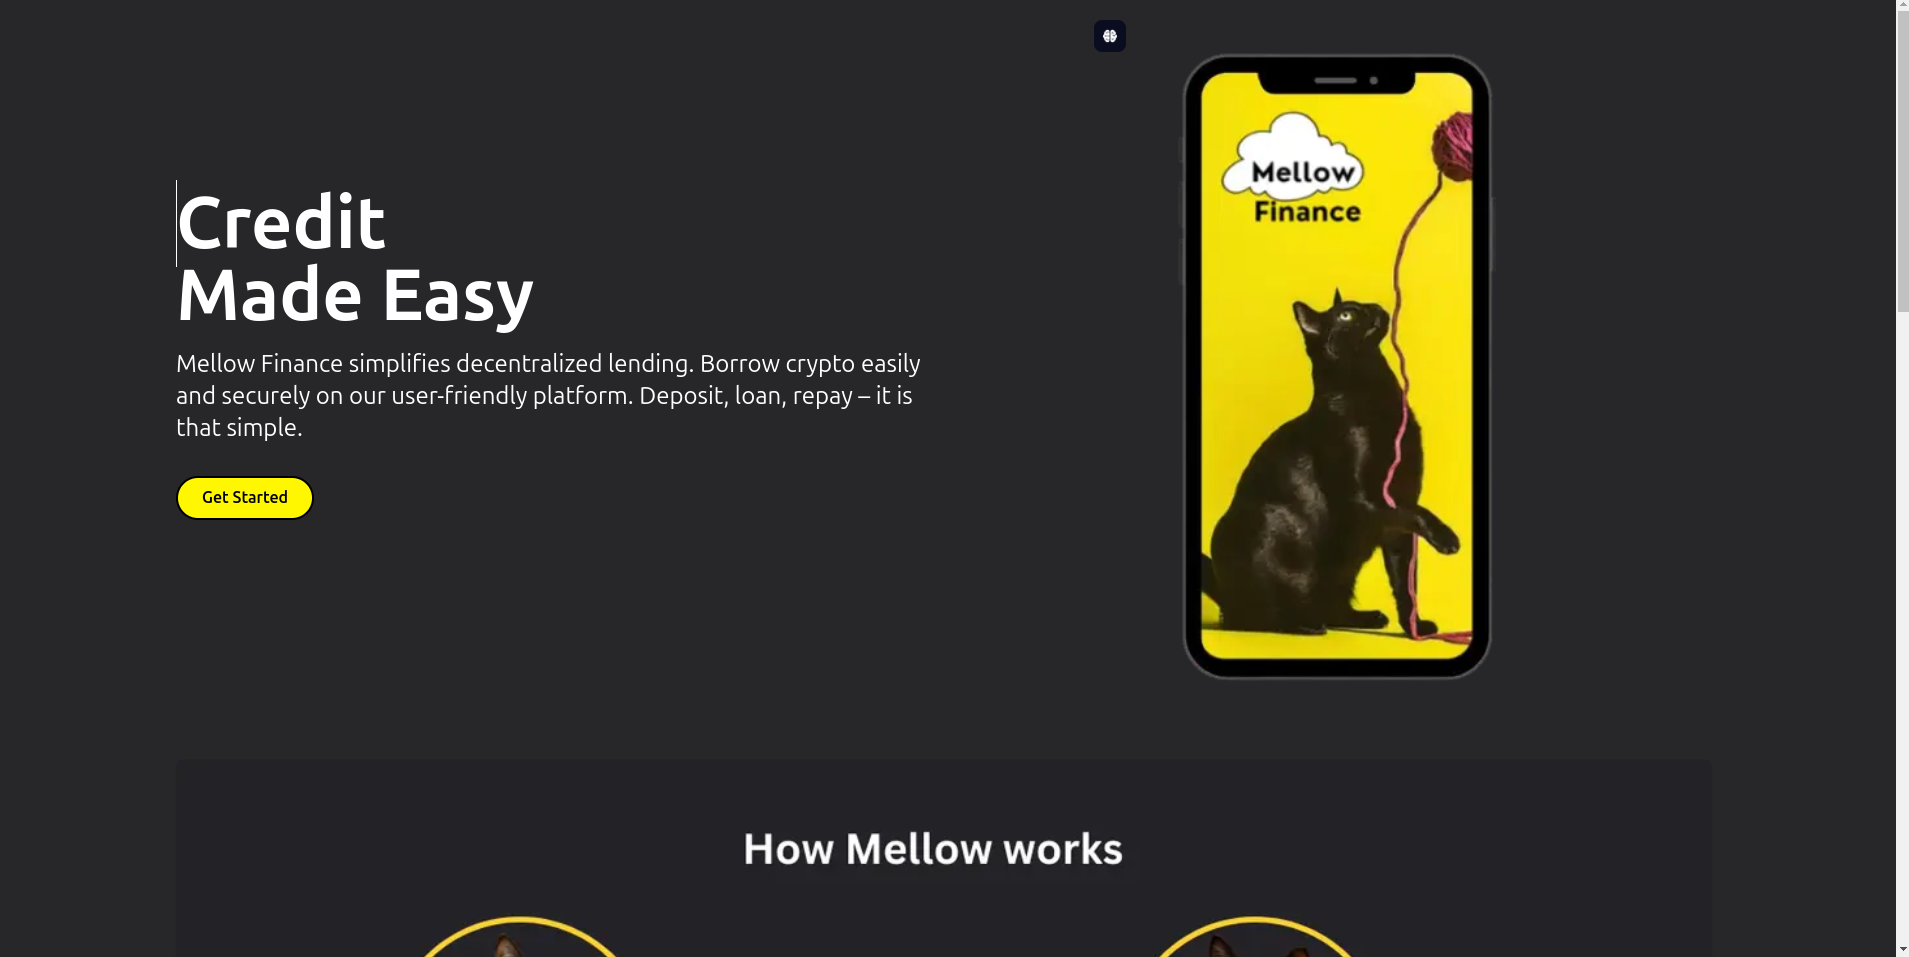 Credit
Made Easy
Mellow Finance simplifies decentralized lending. Borrow crypto easily
and securely on our user-friendly platform. Deposit, loan, repay – it is
that simple.
Get Started
Mellow
Finance
How Mellow works